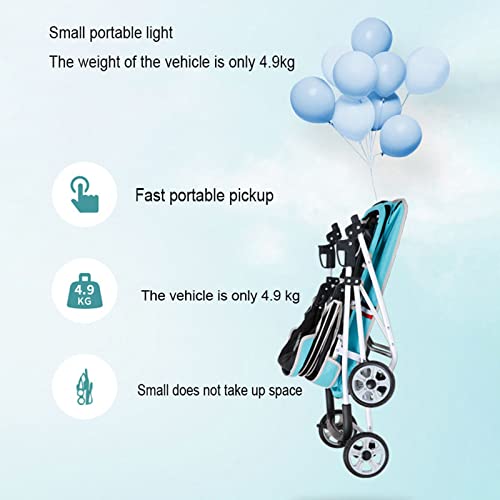 Small portable light
The weight of the vehicle is only 4.9kg
Fast portable pickup
4.9
KG
The vehicle is only 4.9 kg
Small does not take up space